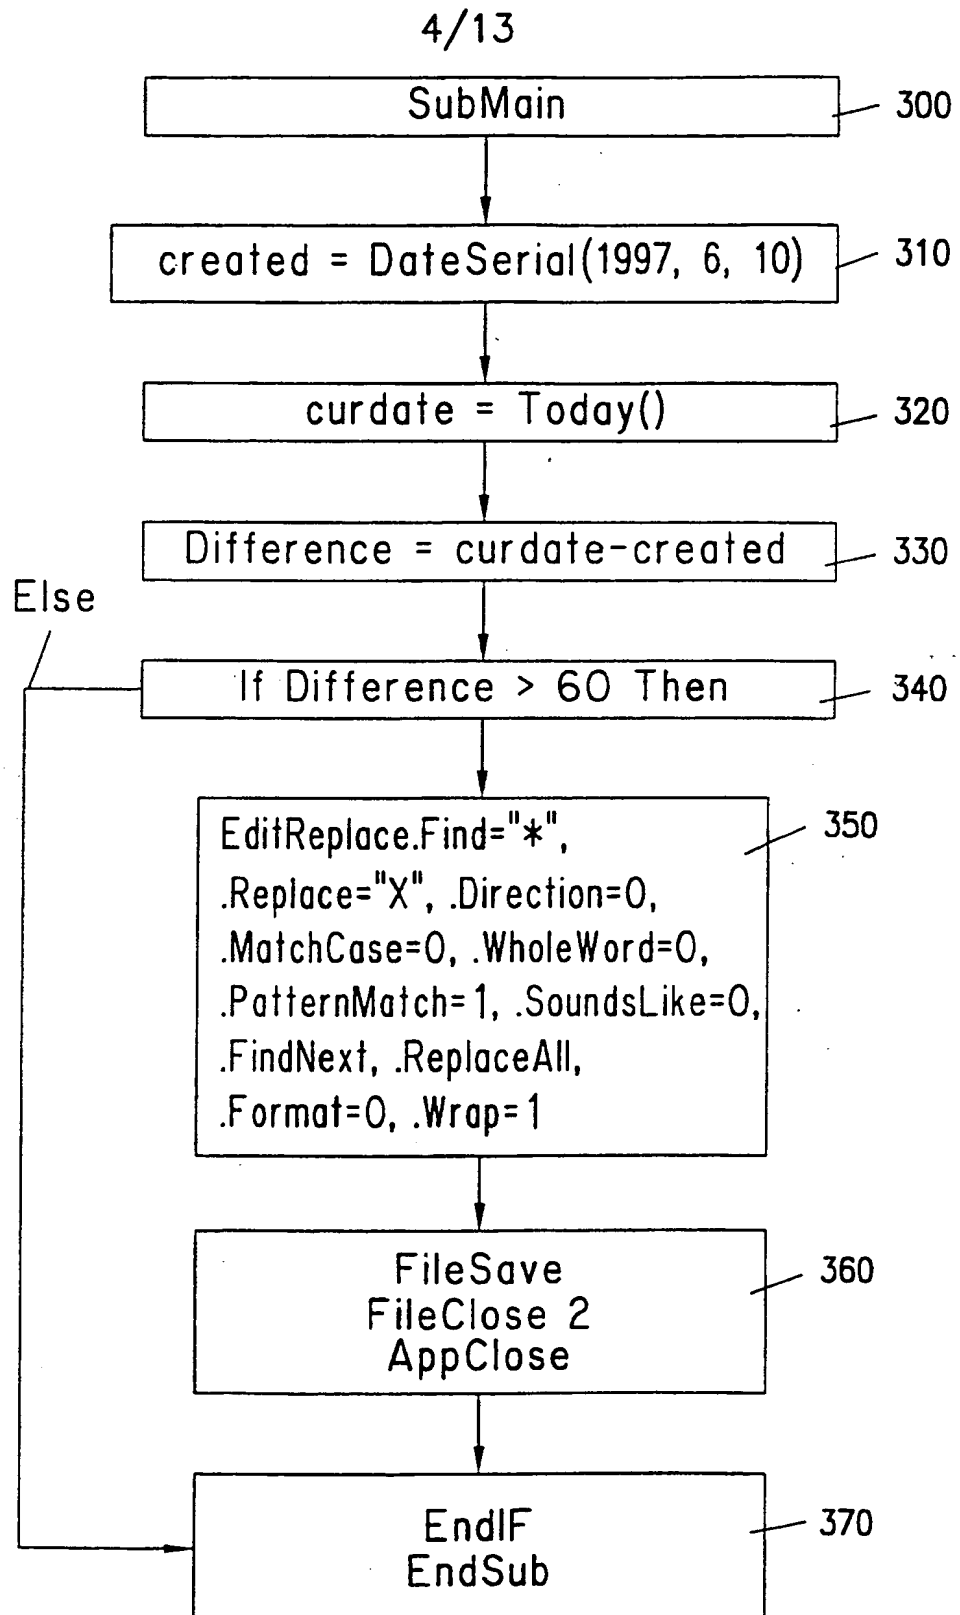 4/13
SubMain
300
created = DateSerial(1997, 6, 10)
310
curdate = Today()
320
Difference = curdate-created
330
Else
If Difference > 60 Then
340
EditReplace.Find="*",
.Replace="X", .Direction=0,
.MatchCase=0, .WholeWord=0,
.PatternMatch=1, .SoundsLike=0,
.FindNext, .ReplaceAll,
.Format=0, .Wrap=1
350
FileSave
FileClose 2
AppClose
360
EndIF
EndSub
370